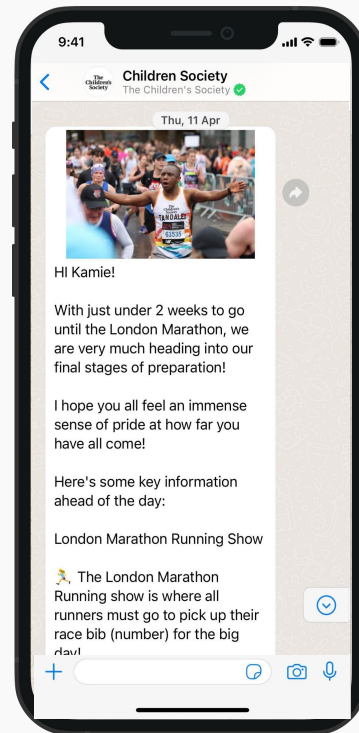 9:41
The
Children's
Society
Children Society
The Children's Society
Thu, 11 Apr
TANDALEY
63535
HI Kamie!
With just under 2 weeks to go
until the London Marathon, we
are very much heading into our
final stages of preparation!
I hope you all feel an immense
sense of pride at how far you
have all come!
Here's some key information
ahead of the day:
London Marathon Running Show
🏃 The London Marathon
Running show is where all
runners must go to pick up their
race bib (number) for the big
day!